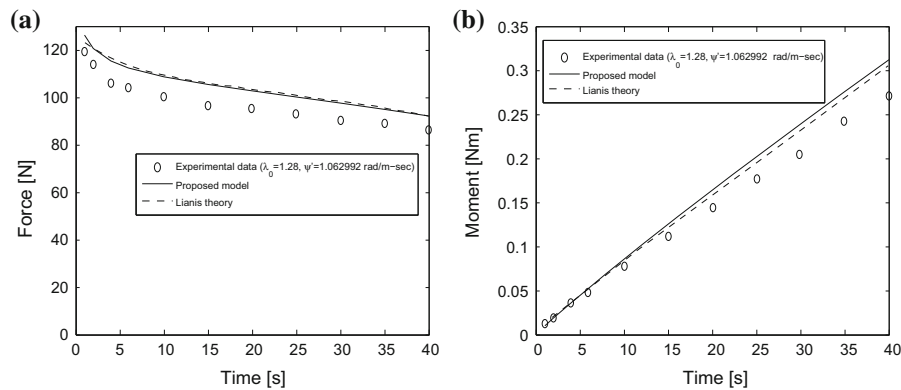 (a)
120
100
80
60
40
20
0
Force [N]
Experimental data (λ₀=1.28, ψ'=1.062992 rad/m-sec)
Proposed model
Lianis theory
0 5 10 15 20 25 30 35 40
Time [s]
(b)
0.35
0.3
0.25
0.2
0.15
0.1
0.05
0
Moment [Nm]
Experimental data (λ₀=1.28, ψ'=1.062992 rad/m-sec)
Proposed model
Lianis theory
0 5 10 15 20 25 30 35 40
Time [s]